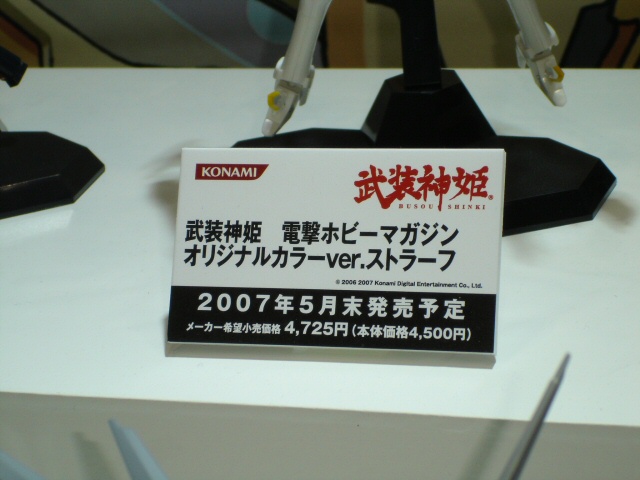 KONAMI
武装神姫
BUSOU SHINKI
武装神姫　電撃ホビーマガジン
オリジナルカラーver.ストラーフ
© 2006 2007 Konami Digital Entertainment Co., Ltd.
2007年5月末発売予定
メーカー希望小売価格 4,725円(本体価格4,500円)